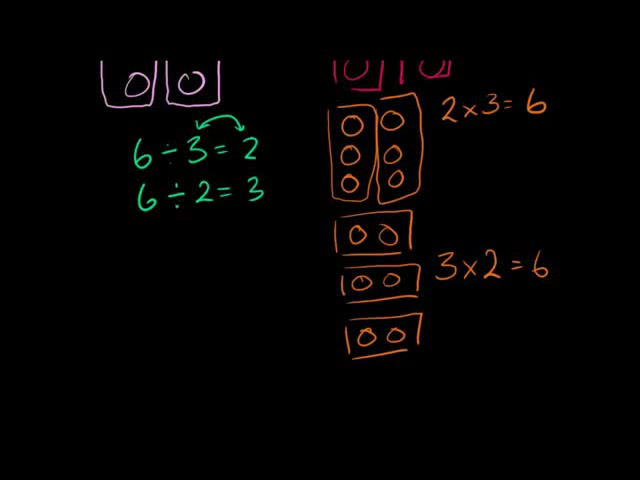 6 ÷ 3 = 2
6 ÷ 2 = 3
2 × 3 = 6
3 × 2 = 6